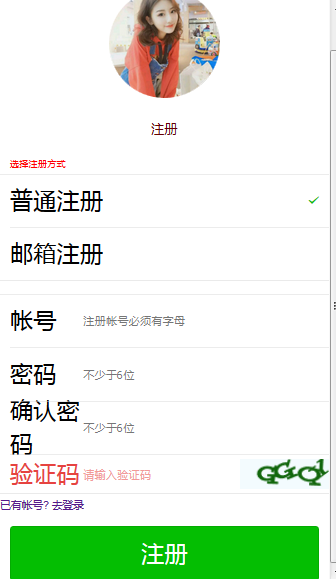 注册
选择注册方式
普通注册
邮箱注册
帐号 注册帐号必须有字母
密码 不少于6位
确认密
码 不少于6位
验证码 请输入验证码
已有帐号? 去登录
注册